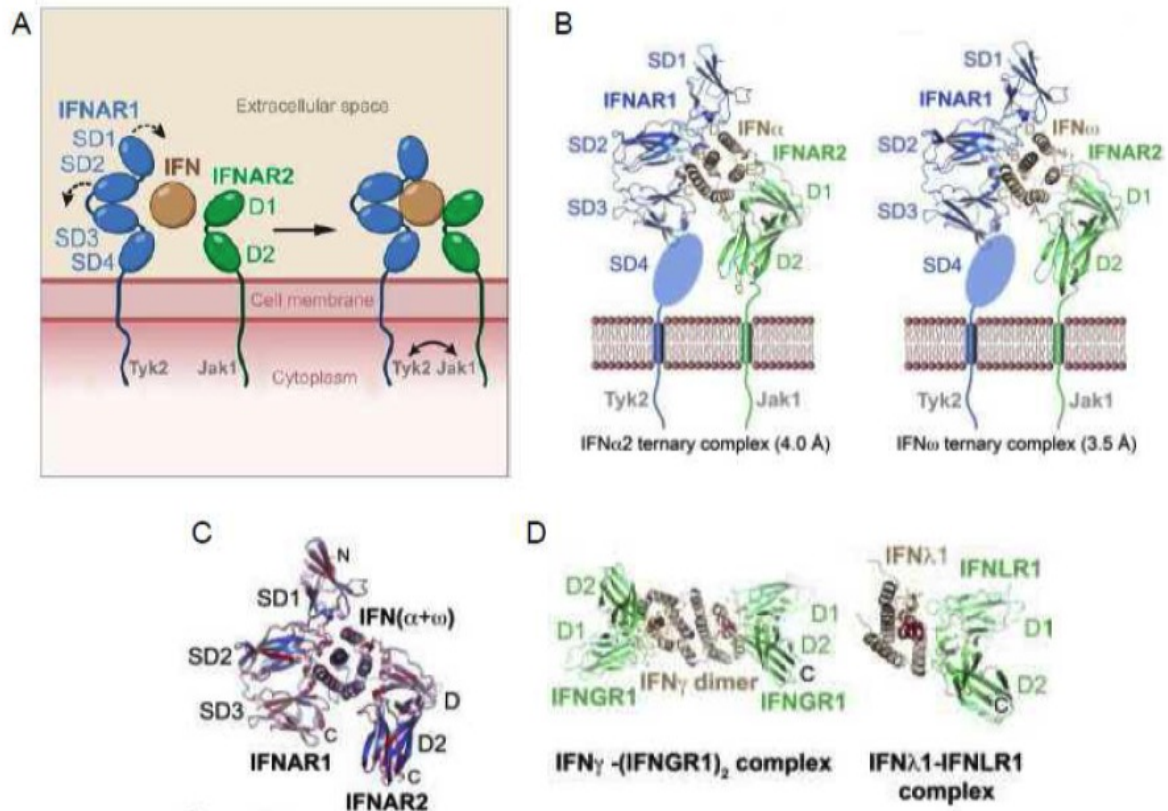 A
IFNAR1
SD1
SD2
SD3
SD4
Extracellular space
IFN
IFNAR2
D1
D2
Cell membrane
Tyk2
Jak1
Cytoplasm
Tyk2 Jak1
B
SD1
IFNAR1
IFNα
SD2
IFNAR2
D1
SD3
SD4
D2
Tyk2
Jak1
IFNα2 ternary complex (4.0 Å)
SD1
IFNAR1
IFNω
SD2
IFNAR2
D1
SD3
SD4
D2
Tyk2
Jak1
IFNω ternary complex (3.5 Å)
C
N
SD1
IFN(α+ω)
SD2
SD3
D
C
D2
IFNAR1
C
IFNAR2
D
D2
D1
D1
D2
C
IFNγ dimer
IFNGR1
IFNGR1
IFNγ -(IFNGR1)₂ complex
IFNλ1
IFNLR1
D1
D2
C
IFNλ1-IFNLR1
complex